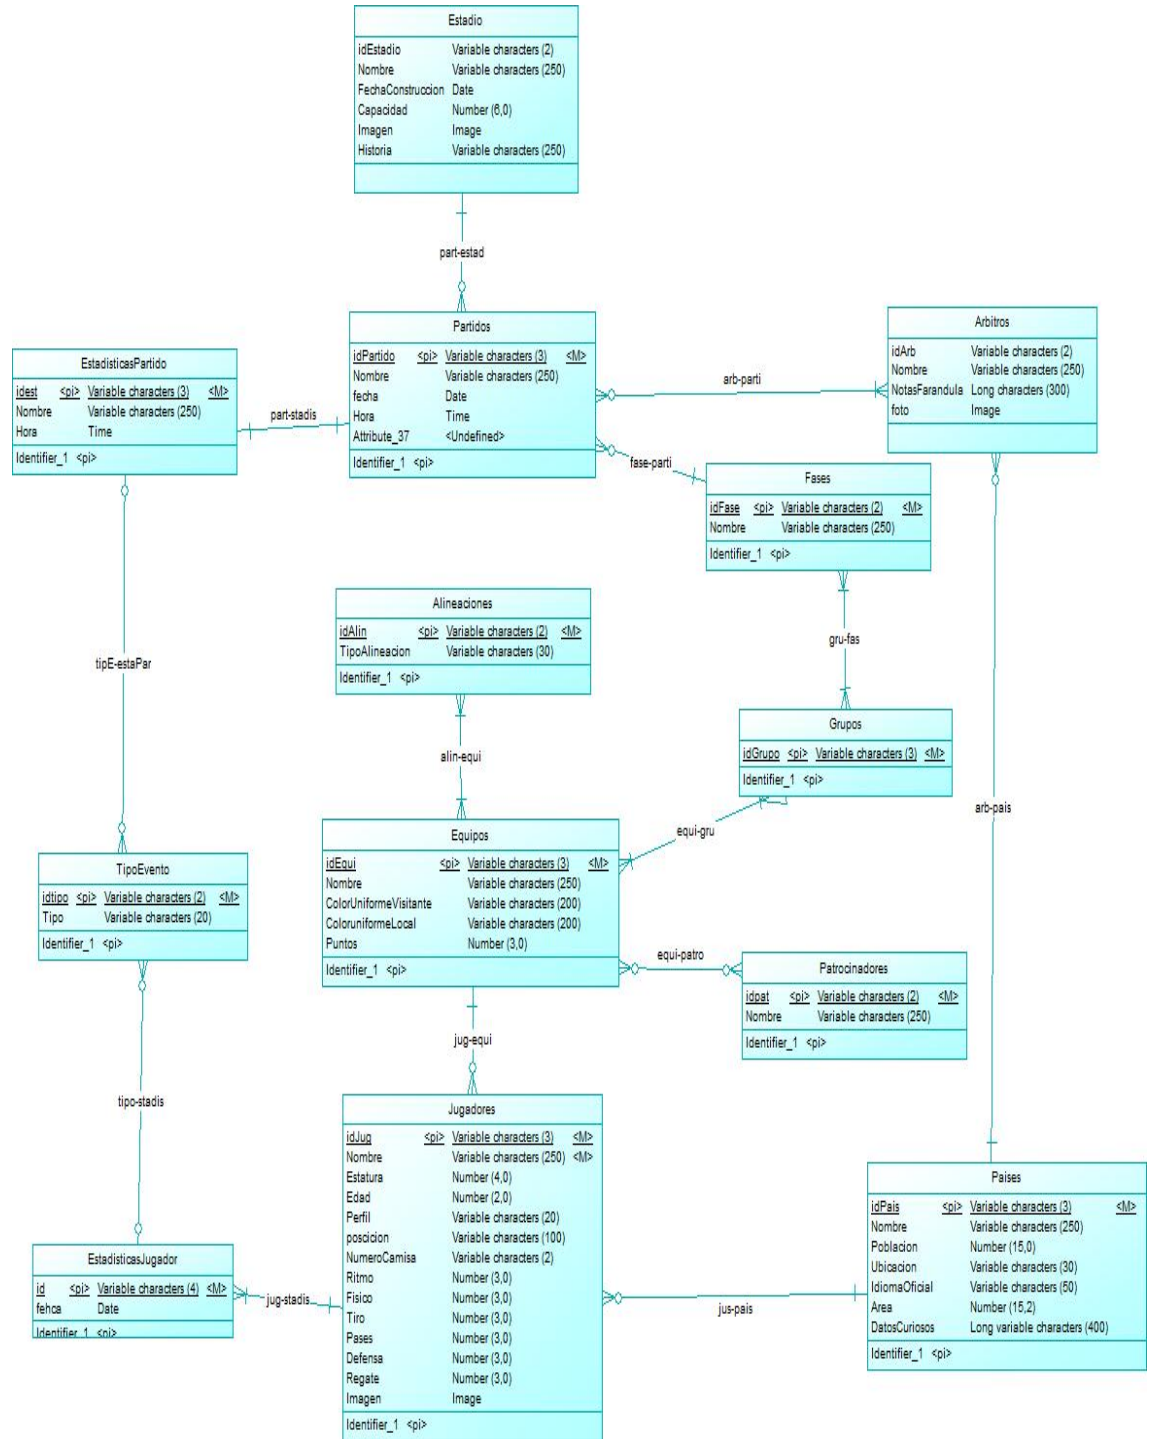 Estadio
idEstadio Variable characters (2)
Nombre Variable characters (250)
FechaConstruccion Date
Capacidad Number (6,0)
Imagen Image
Historia Variable characters (250)
part-estad
Partidos
idPartido <pi> Variable characters (3) <M>
Nombre Variable characters (250)
fecha Date
Hora Time
Attribute_37 <Undefined>
Identifier_1 <pi>
Arbitros
idArb Variable characters (2)
Nombre Variable characters (250)
NotasFarandula Long characters (300)
foto Image
EstadisticasPartido
idest <pi> Variable characters (3) <M>
Nombre Variable characters (250)
Hora Time
Identifier_1 <pi>
part-stadis
arb-parti
fase-parti
Fases
idFase <pi> Variable characters (2) <M>
Nombre Variable characters (250)
Identifier_1 <pi>
Alineaciones
idAlin <pi> Variable characters (2) <M>
TipoAlineacion Variable characters (30)
Identifier_1 <pi>
gru-fas
tipE-estaPar
Grupos
idGrupo <pi> Variable characters (3) <M>
Identifier_1 <pi>
alin-equi
arb-pais
equi-gru
Equipos
idEqui <pi> Variable characters (3) <M>
Nombre Variable characters (250)
ColorUniformeVisitante Variable characters (200)
ColoruniformeLocal Variable characters (200)
Puntos Number (3,0)
Identifier_1 <pi>
TipoEvento
idtipo <pi> Variable characters (2) <M>
Tipo Variable characters (20)
Identifier_1 <pi>
equi-patro
Patrocinadores
idpat <pi> Variable characters (2) <M>
Nombre Variable characters (250)
Identifier_1 <pi>
jug-equi
tipo-stadis
Jugadores
idJug <pi> Variable characters (3) <M>
Nombre Variable characters (250) <M>
Estatura Number (4,0)
Edad Number (2,0)
Perfil Variable characters (20)
poscicion Variable characters (100)
NumeroCamisa Variable characters (2)
Ritmo Number (3,0)
Fisico Number (3,0)
Tiro Number (3,0)
Pases Number (3,0)
Defensa Number (3,0)
Regate Number (3,0)
Imagen Image
Identifier_1 <pi>
Paises
idPais <pi> Variable characters (3) <M>
Nombre Variable characters (250)
Poblacion Number (15,0)
Ubicacion Variable characters (30)
IdiomaOficial Variable characters (50)
Area Number (15,2)
DatosCuriosos Long variable characters (400)
Identifier_1 <pi>
EstadisticasJugador
id <pi> Variable characters (4) <M>
fehca Date
Identifier_1 <pi>
jug-stadis
jus-pais